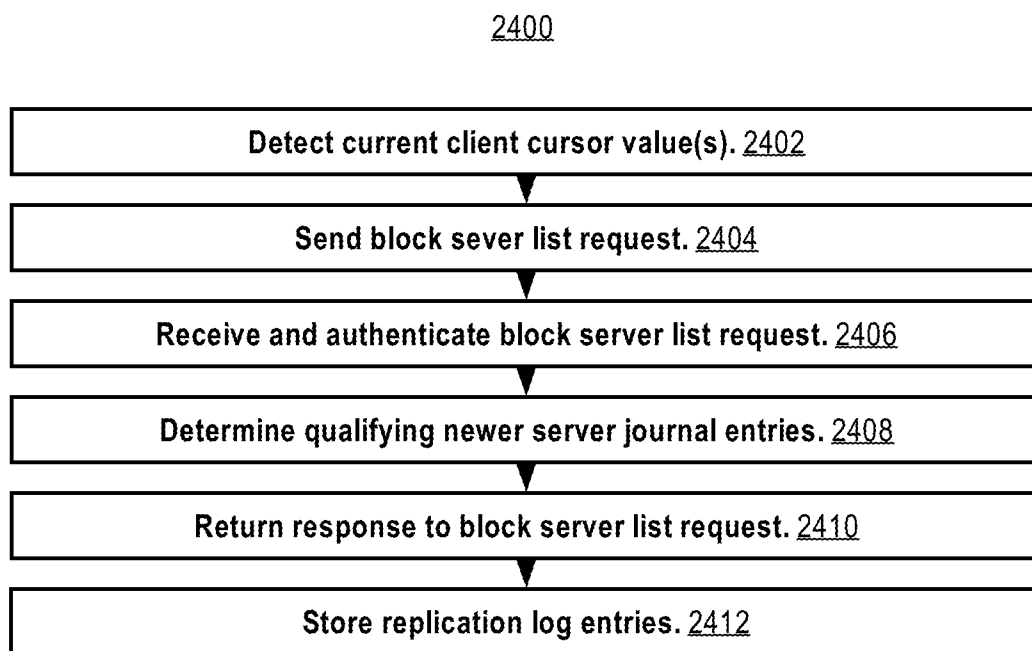 2400
Detect current client cursor value(s). 2402
Send block sever list request. 2404
Receive and authenticate block server list request. 2406
Determine qualifying newer server journal entries. 2408
Return response to block server list request. 2410
Store replication log entries. 2412